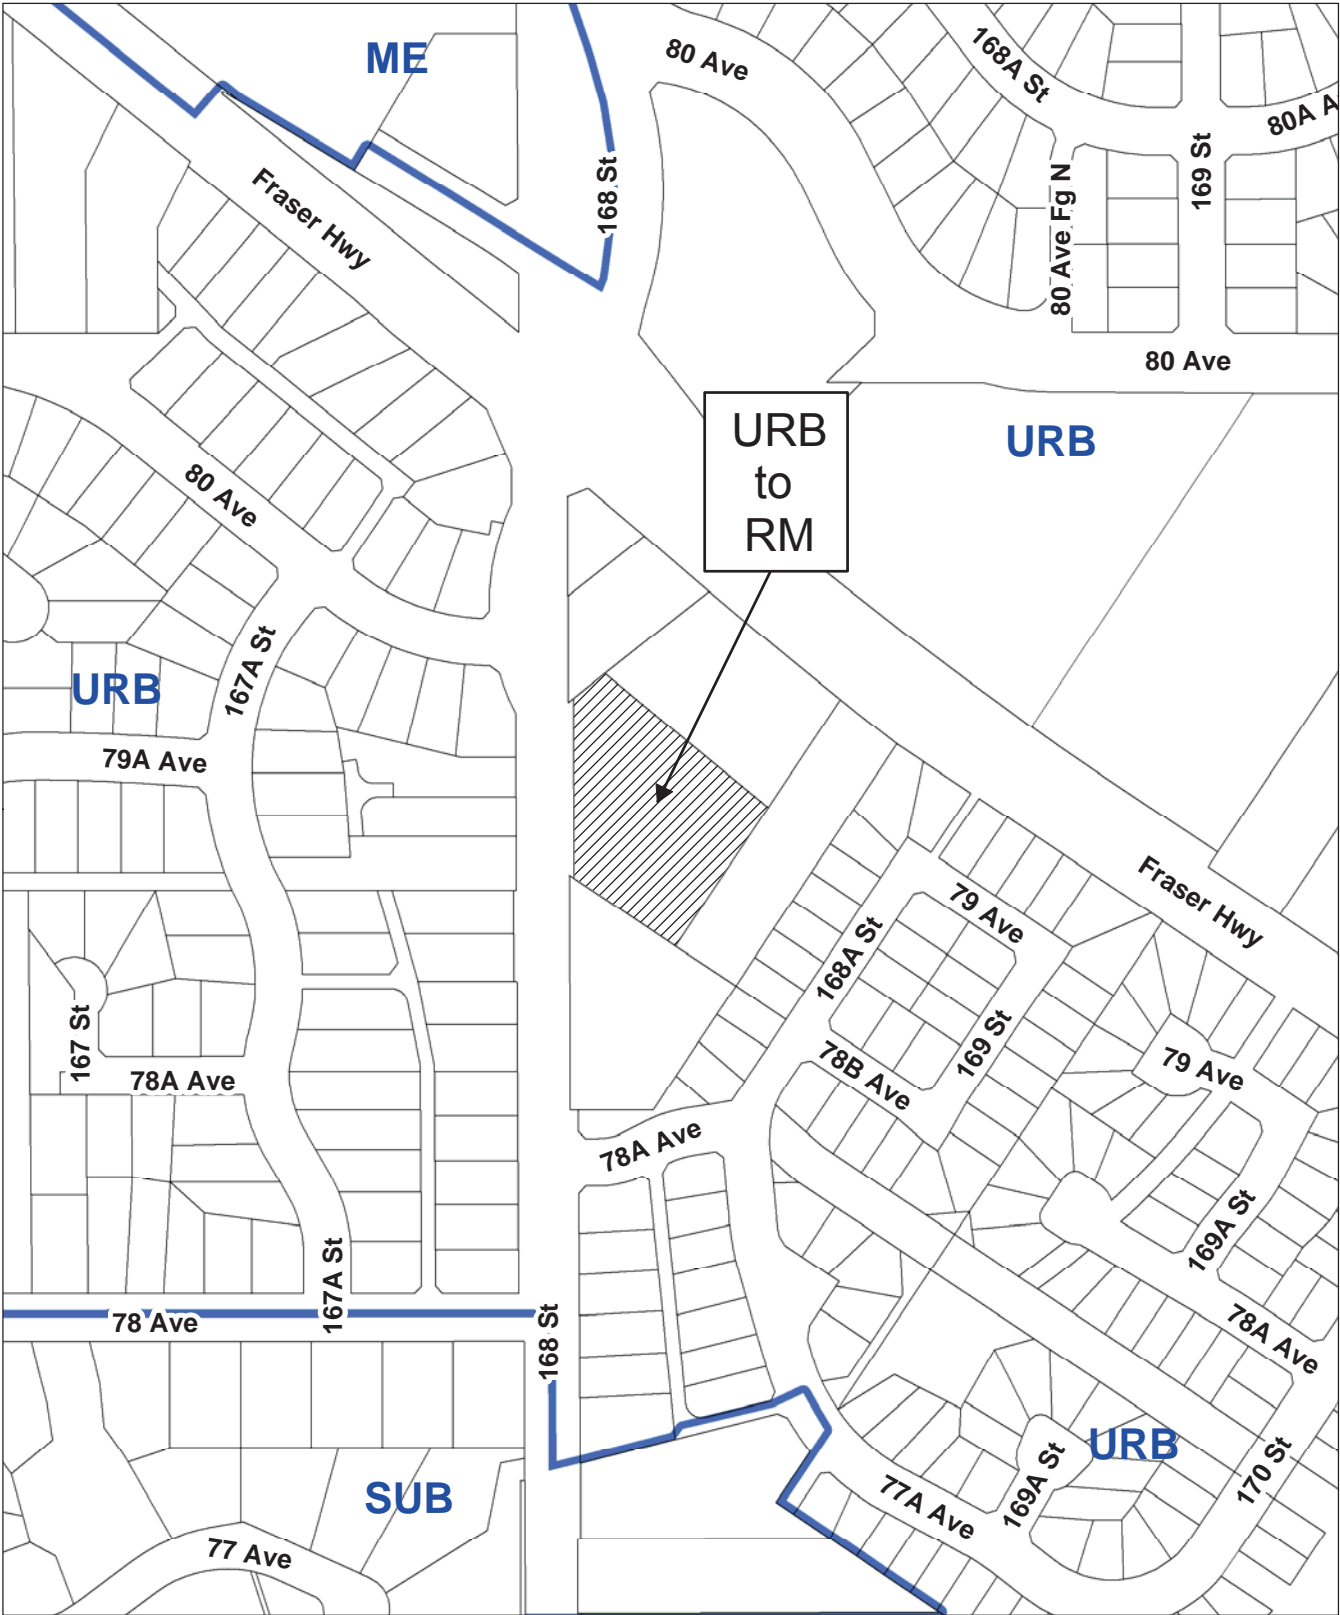 ME
80 Ave
168A St
80A A
169 St
Fraser Hwy
168 St
80 Ave Fg N
80 Ave
URB
to
RM
URB
80 Ave
167A St
URB
79A Ave
Fraser Hwy
79 Ave
168A St
167 St
169 St
78B Ave
79 Ave
78A Ave
78A Ave
169A St
167A St
78 Ave
168 St
78A Ave
URB
170 St
SUB
77A Ave
169A St
77 Ave